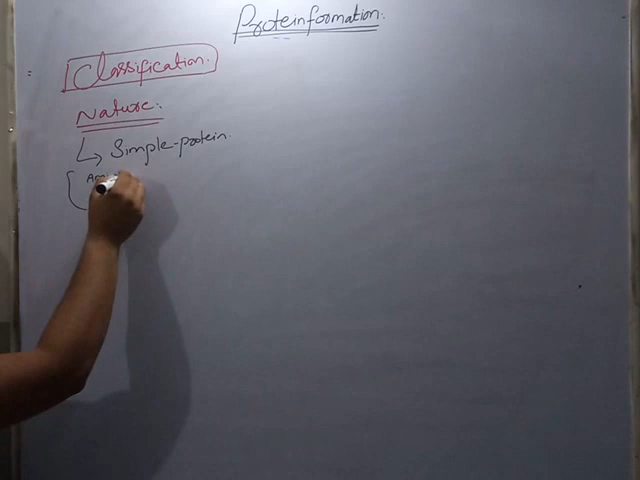 Proteinformation.
Classification.
Nature:
Simple-protein.